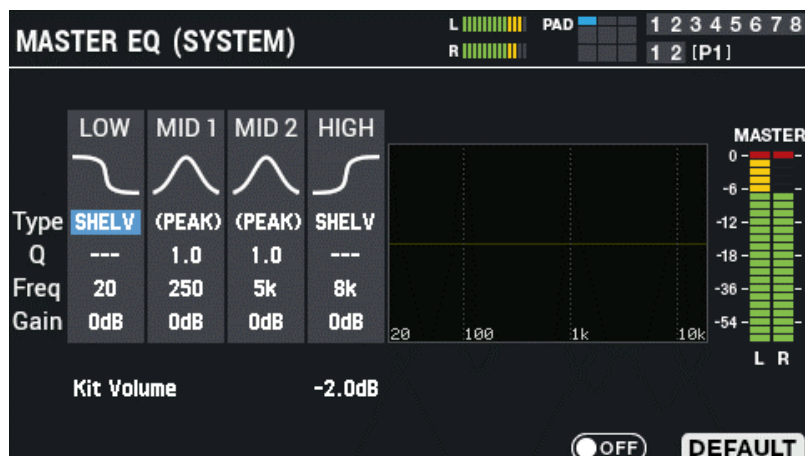 MASTER EQ (SYSTEM)
L
R
PAD
1 2 3 4 5 6 7 8
1 2 [P1]
LOW MID 1 MID 2 HIGH
Type SHELV (PEAK) (PEAK) SHELV
Q --- 1.0 1.0 ---
Freq 20 250 5k 8k
Gain 0dB 0dB 0dB 0dB
20 100 1k 10k
MASTER
0
-6
-12
-18
-36
-54
L R
Kit Volume -2.0dB
OFF DEFAULT